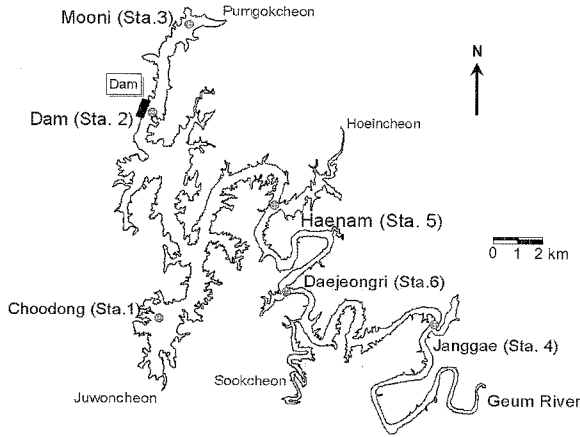 Mooni (Sta.3)
Pumgokcheon
N
Dam
Dam (Sta. 2)
Hoeincheon
Haenam (Sta. 5)
0 1 2 km
Daejeongri (Sta.6)
Choodong (Sta.1)
Janggae (Sta. 4)
Sookcheon
Juwoncheon
Geum River